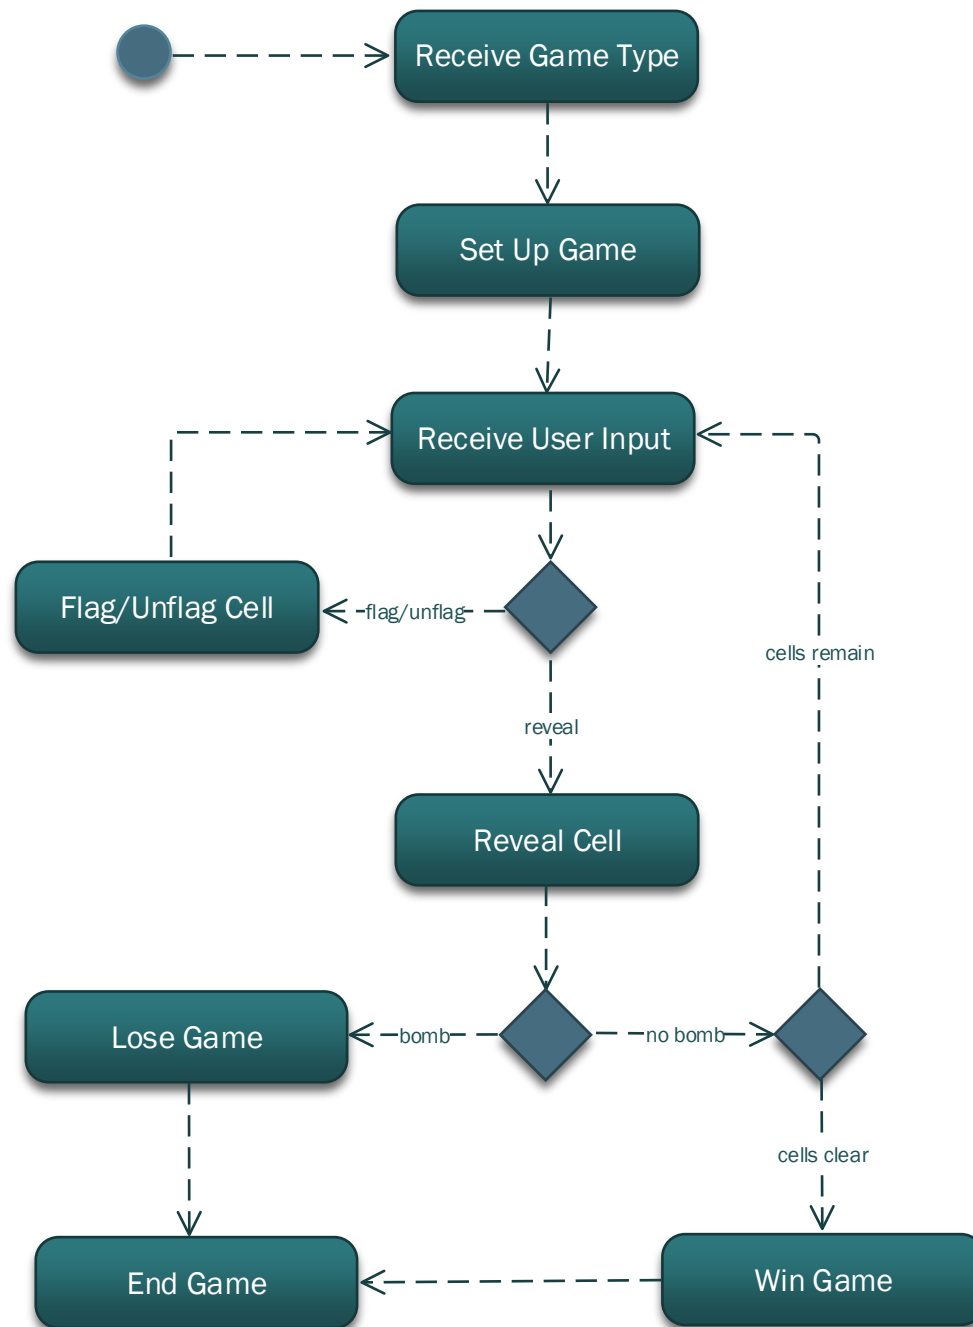 Receive Game Type
Set Up Game
Receive User Input
Flag/Unflag Cell
flag/unflag
cells remain
reveal
Reveal Cell
Lose Game
bomb
no bomb
cells clear
End Game
Win Game